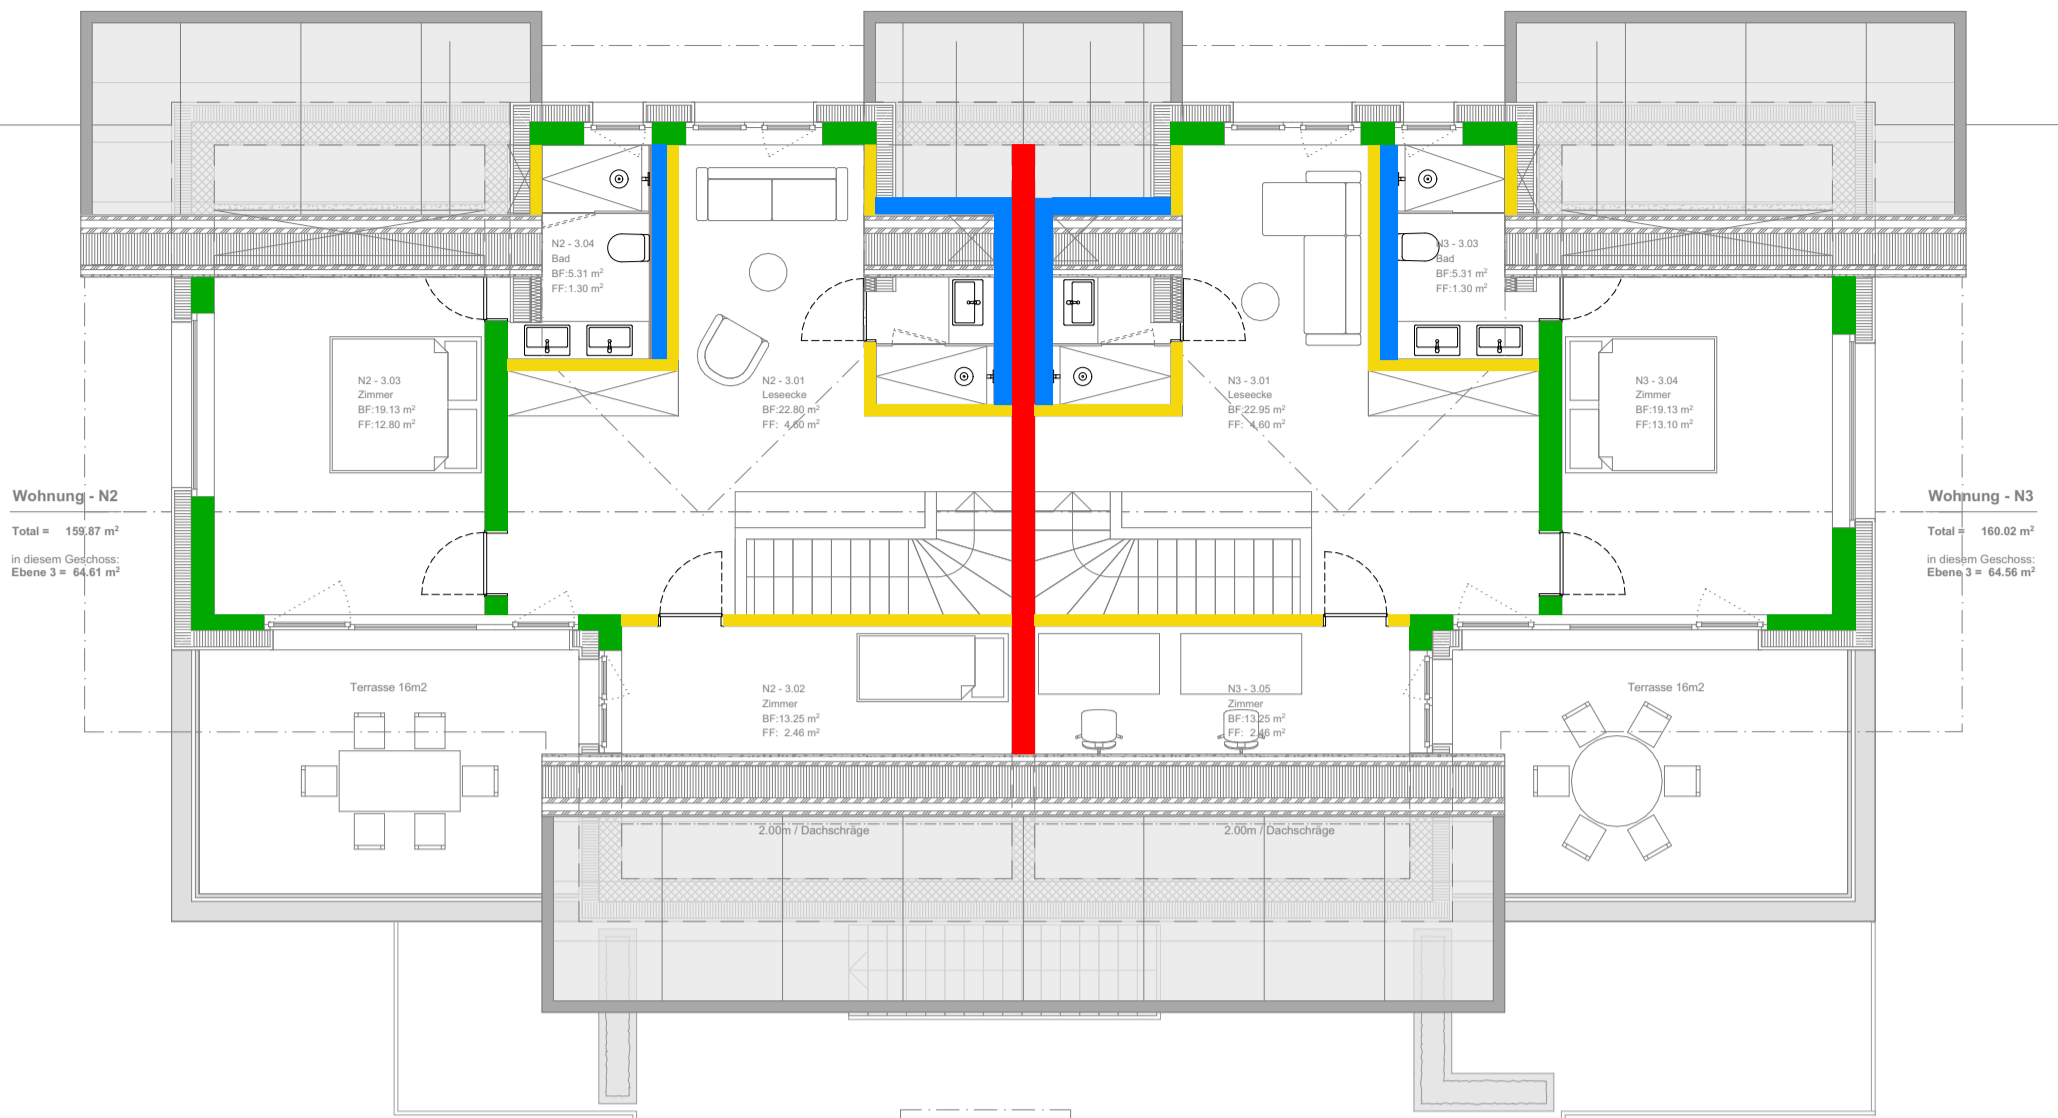 N2 - 3.04
Bad
BF:5.31 m²
FF:1.30 m²
N3 - 3.03
Bad
BF:5.31 m²
FF:1.30 m²
N2 - 3.03
Zimmer
BF:19.13 m²
FF:12.80 m²
N2 - 3.01
Leseecke
BF:22.80 m²
FF: 4.60 m²
N3 - 3.01
Leseecke
BF:22.95 m²
FF: 4.60 m²
N3 - 3.04
Zimmer
BF:19.13 m²
FF:13.10 m²
Wohnung - N2
Total = 159.87 m²
in diesem Geschoss:
Ebene 3 = 64.61 m²
Wohnung - N3
Total = 160.02 m²
in diesem Geschoss:
Ebene 3 = 64.56 m²
Terrasse 16m2
N2 - 3.02
Zimmer
BF:13.25 m²
FF: 2.46 m²
N3 - 3.05
Zimmer
BF:13.25 m²
FF: 2.46 m²
Terrasse 16m2
2.00m / Dachschräge
2.00m / Dachschräge